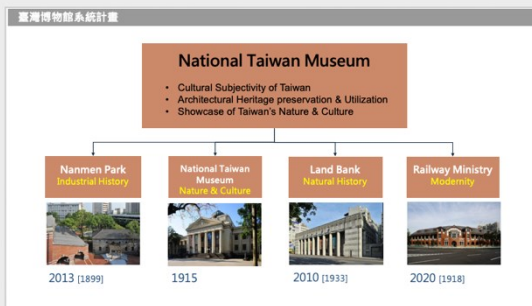 臺灣博物館系統計畫
National Taiwan Museum
• Cultural Subjectivity of Taiwan
• Architectural Heritage preservation & Utilization
• Showcase of Taiwan's Nature & Culture
Nanmen Park
Industrial History
National Taiwan
Museum
Nature & Culture
Land Bank
Natural History
Railway Ministry
Modernity
2013 [1899]
1915
2010 [1933]
2020 [1918]